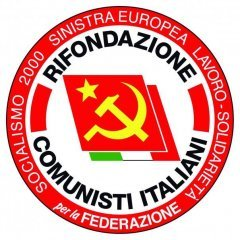 SOCIALISMO 2000 SINISTRA EUROPEA LAVORO-SOLIDARIETÀ
RIFONDAZIONE
COMUNISTI ITALIANI
per la FEDERAZIONE